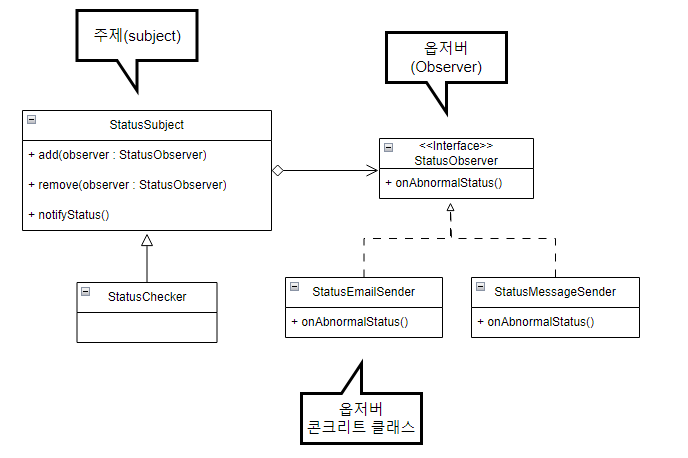 주제(subject)
옵저버
(Observer)
StatusSubject
+ add(observer : StatusObserver)
+ remove(observer : StatusObserver)
+ notifyStatus()
<<Interface>>
StatusObserver
+ onAbnormalStatus()
StatusChecker
StatusEmailSender
+ onAbnormalStatus()
StatusMessageSender
+ onAbnormalStatus()
옵저버
콘크리트 클래스